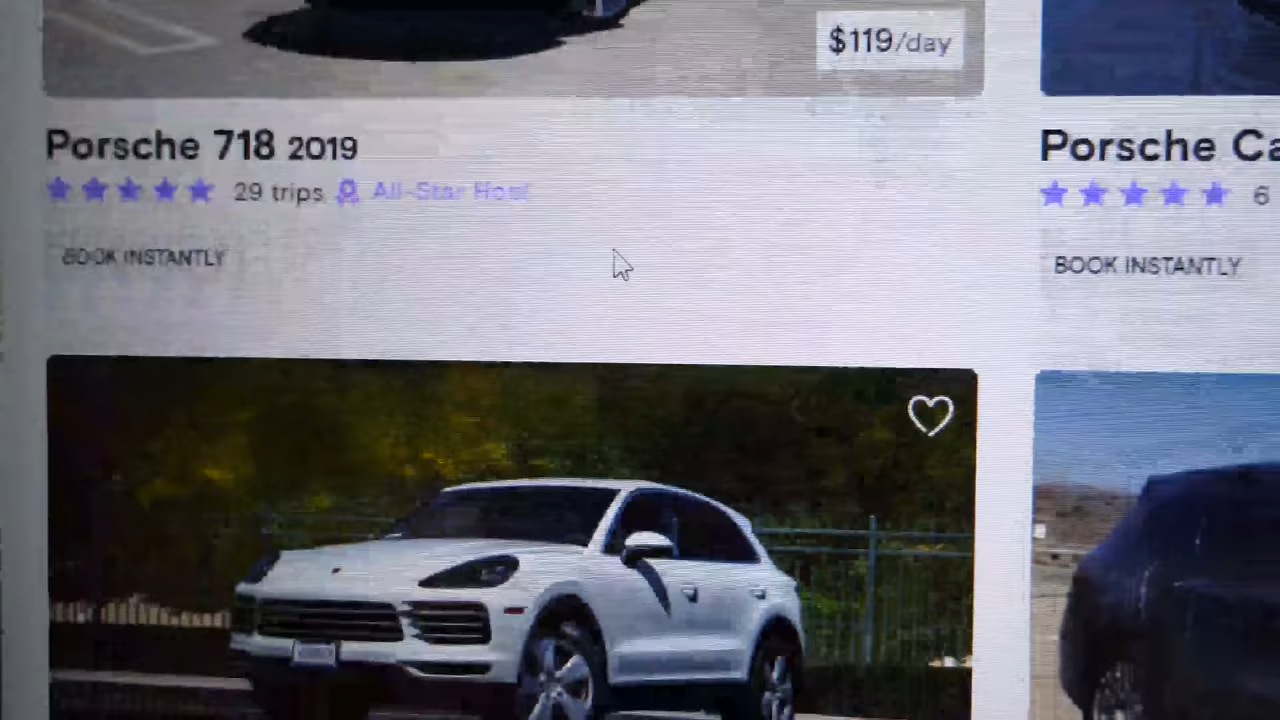 $119/day
Porsche 718 2019
29 trips All-Star Host
BOOK INSTANTLY
Porsche Ca
6
BOOK INSTANTLY